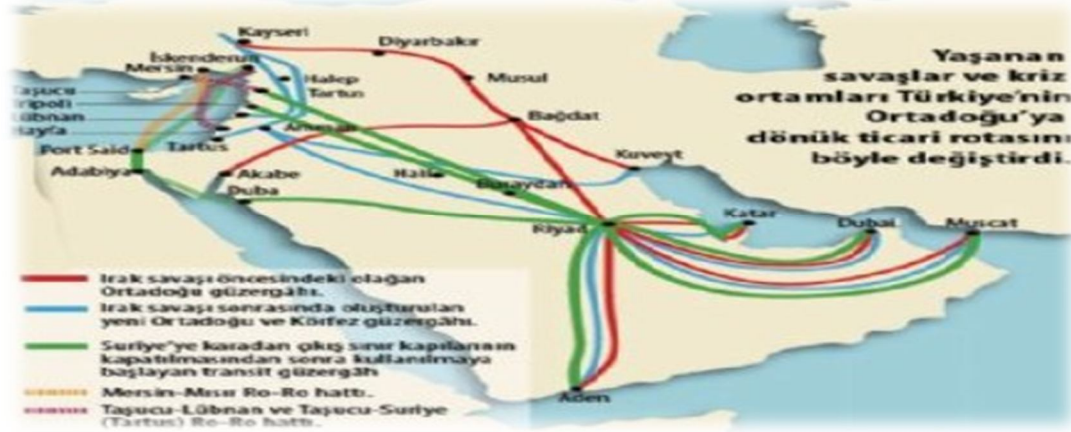 Kayseri
Diyarbakır
İskenderun
Mersin
Musul
Halep
Tartus
Taşucu
Tripoli
Lübnan
Hayfa
Bağdat
Amman
Port Said
Tartus
Kuveyt
Adabiya
Akabe
Hail
Duba
Buraydah
Riyad
Katar
Dubai
Muscat
Aden
Yaşanan
savaşlar ve kriz
ortamları Türkiye'nin
Ortadoğu'ya
dönük ticari rotasını
böyle değiştirdi.
Irak savaşı öncesindeki olağan
Ortadoğu güzergâhı.
Irak savaşı sonrasında oluşturulan
yeni Ortadoğu ve Körfez güzergâhı.
Suriye'ye karadan çıkış sınır kapılarının
kapatılmasından sonra kullanılmaya
başlayan transit güzergâh
Mersin-Mısır Ro-Ro hattı.
Taşucu-Lübnan ve Taşucu-Suriye
(Tartus) Ro-Ro hattı.